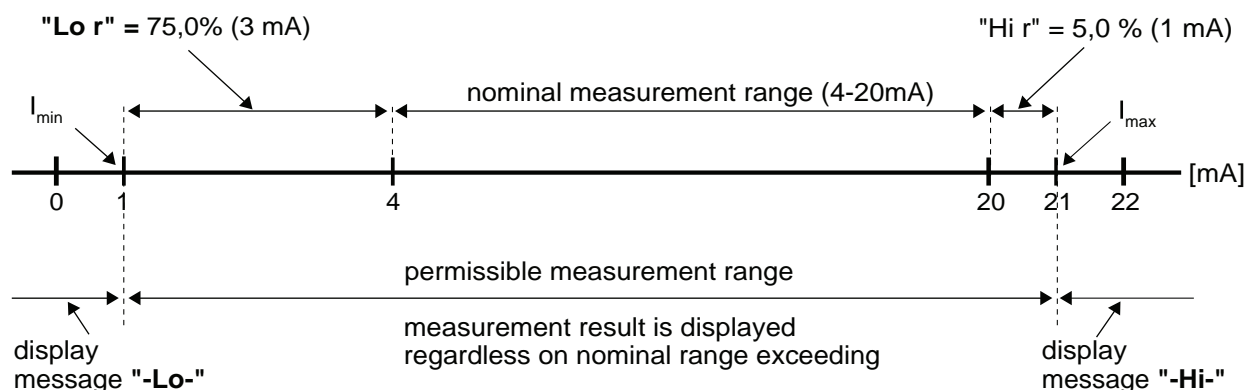 "Lo r" = 75,0% (3 mA)
"Hi r" = 5,0 % (1 mA)
nominal measurement range (4-20mA)
Imin
Imax
[mA]
0 1 4 20 21 22
permissible measurement range
measurement result is displayed
regardless on nominal range exceeding
display
message "-Lo-"
display
message "-Hi-"